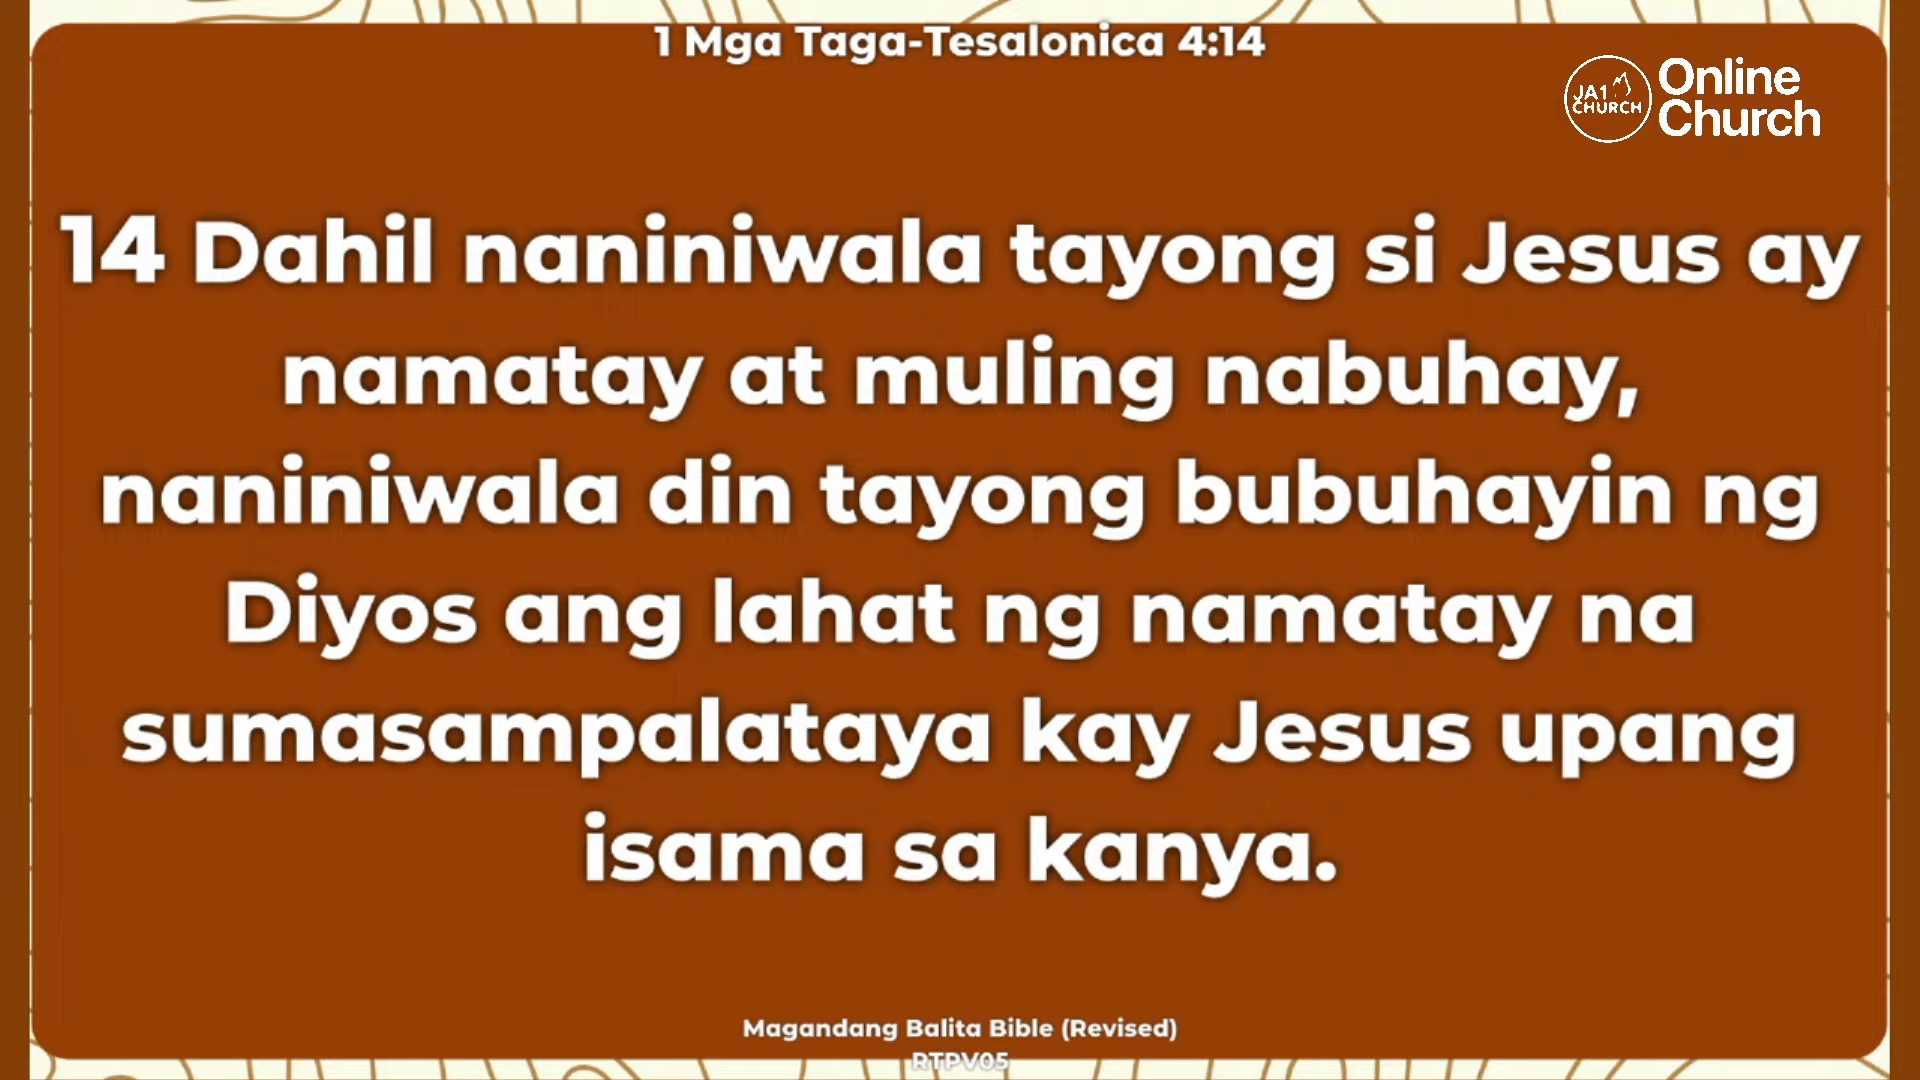 1 Mga Taga-Tesalonica 4:14
JA1
CHURCH
Online
Church
14 Dahil naniniwala tayong si Jesus ay
namatay at muling nabuhay,
naniniwala din tayong bubuhayin ng
Diyos ang lahat ng namatay na
sumasampalataya kay Jesus upang
isama sa kanya.
Magandang Balita Bible (Revised)
RTPV05